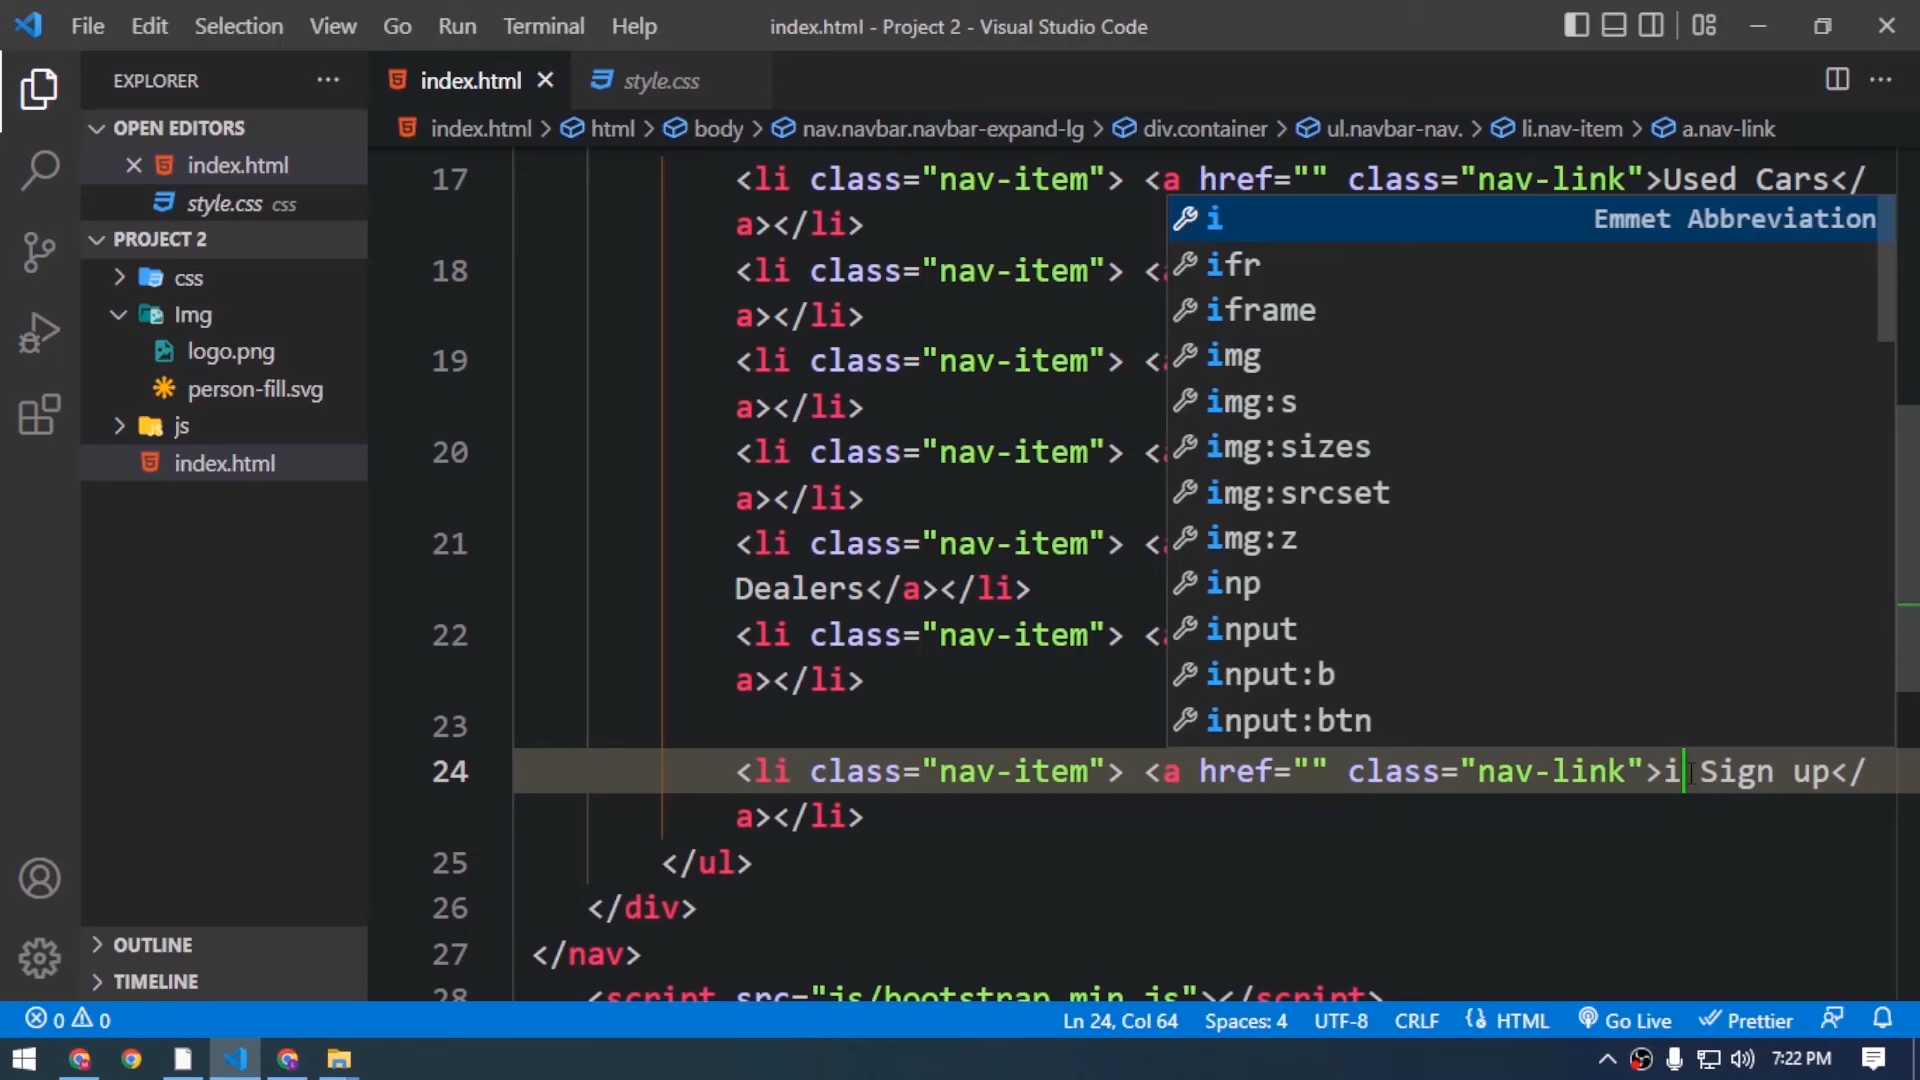 File Edit Selection View Go Run Terminal Help index.html - Project 2 - Visual Studio Code
EXPLORER ···
index.html
style.css
OPEN EDITORS
index.html
style.css css
PROJECT 2
css
Img
logo.png
person-fill.svg
js
index.html
OUTLINE
TIMELINE
index.html > html > body > nav.navbar.navbar-expand-lg > div.container > ul.navbar-nav. > li.nav-item > a.nav-link
17 <li class="nav-item"> <a href="" class="nav-link">Used Cars</
a></li>
18 <li class="nav-item"> <
a></li>
19 <li class="nav-item"> <
a></li>
20 <li class="nav-item"> <
a></li>
21 <li class="nav-item"> <
Dealers</a></li>
22 <li class="nav-item"> <
a></li>
23
24 <li class="nav-item"> <a href="" class="nav-link">i Sign up</
a></li>
25 </ul>
26 </div>
27 </nav>
28 <script src="js/bootstrap.min.js"></script>
i Emmet Abbreviation
ifr
iframe
img
img:s
img:sizes
img:srcset
img:z
inp
input
input:b
input:btn
0 0 Ln 24, Col 64 Spaces: 4 UTF-8 CRLF HTML Go Live Prettier
7:22 PM